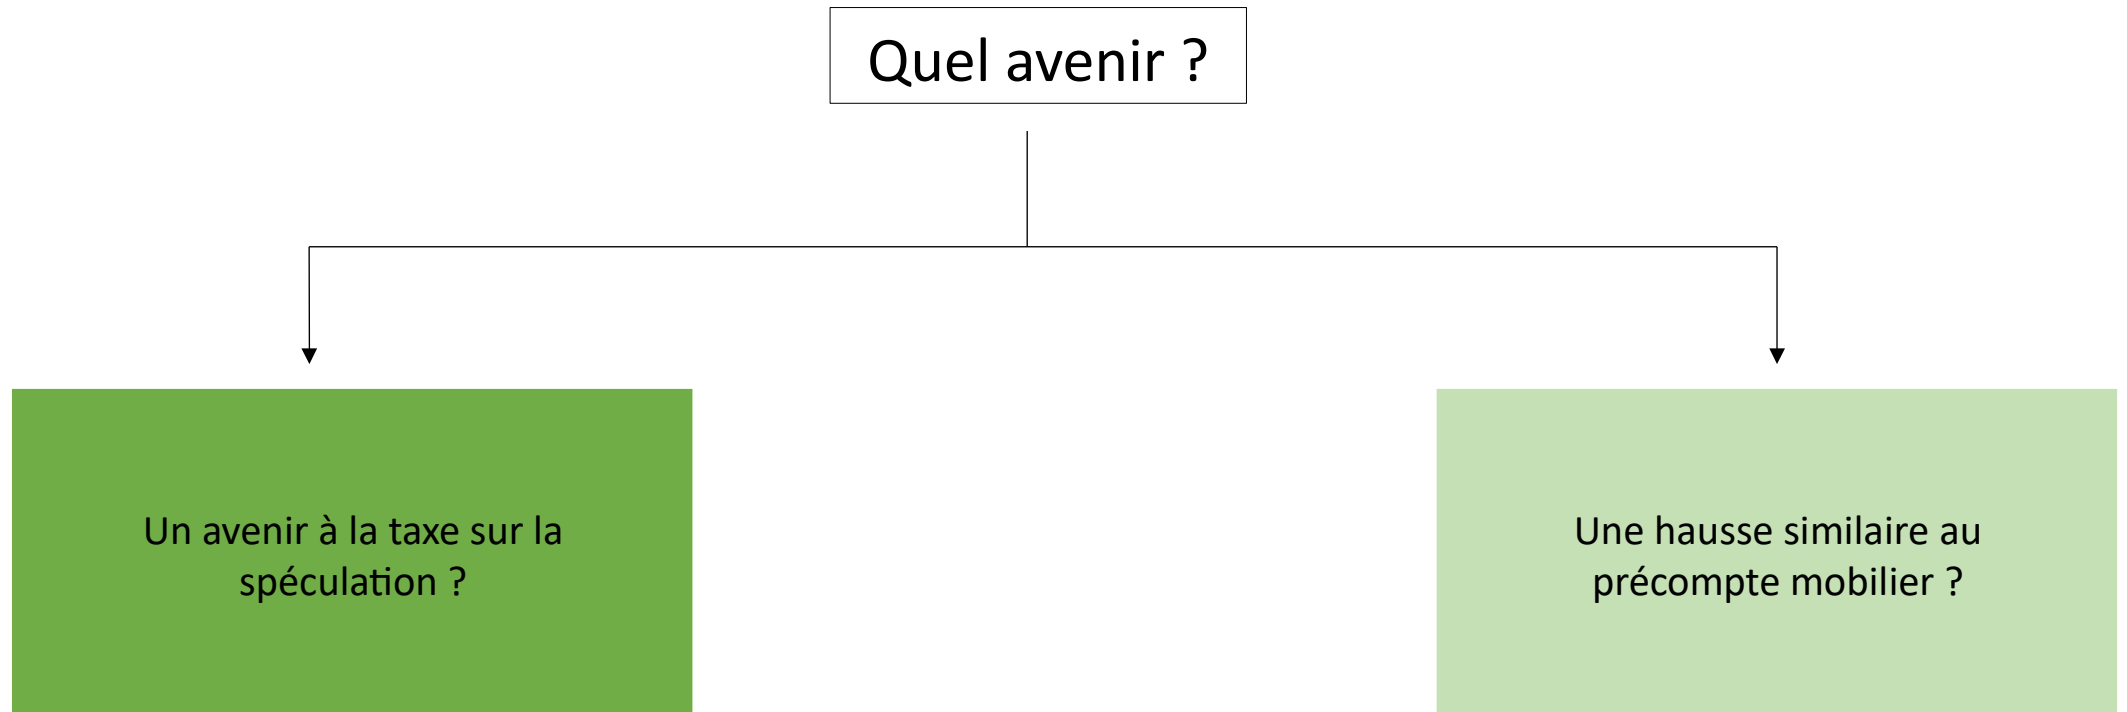 Quel avenir ?
Un avenir à la taxe sur la
spéculation ?
Une hausse similaire au
précompte mobilier ?